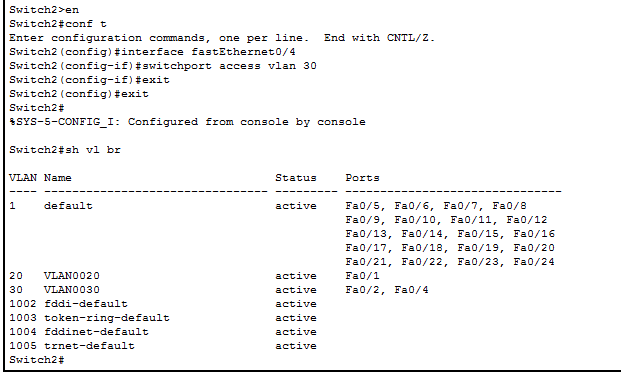 Switch2>en
Switch2#conf t
Enter configuration commands, one per line.  End with CNTL/Z.
Switch2(config)#interface fastEthernet0/4
Switch2(config-if)#switchport access vlan 30
Switch2(config-if)#exit
Switch2(config)#exit
Switch2#
%SYS-5-CONFIG_I: Configured from console by console
Switch2#sh vl br
VLAN Name                             Status    Ports
---- -------------------------------- --------- -------------------------------
1    default                          active    Fa0/5, Fa0/6, Fa0/7, Fa0/8
                                                Fa0/9, Fa0/10, Fa0/11, Fa0/12
                                                Fa0/13, Fa0/14, Fa0/15, Fa0/16
                                                Fa0/17, Fa0/18, Fa0/19, Fa0/20
                                                Fa0/21, Fa0/22, Fa0/23, Fa0/24
20   VLAN0020                         active    Fa0/1
30   VLAN0030                         active    Fa0/2, Fa0/4
1002 fddi-default                     active
1003 token-ring-default               active
1004 fddinet-default                  active
1005 trnet-default                    active
Switch2#